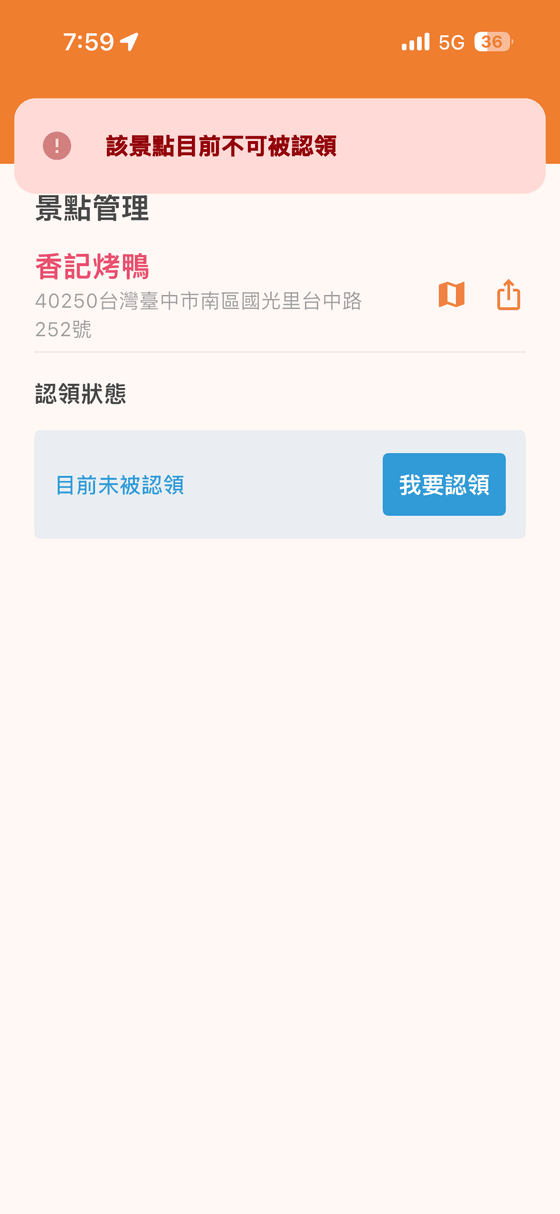 7:59
5G
36
該景點目前不可被認領
景點管理
香記烤鴨
40250台灣臺中市南區國光里台中路
252號
認領狀態
目前未被認領
我要認領